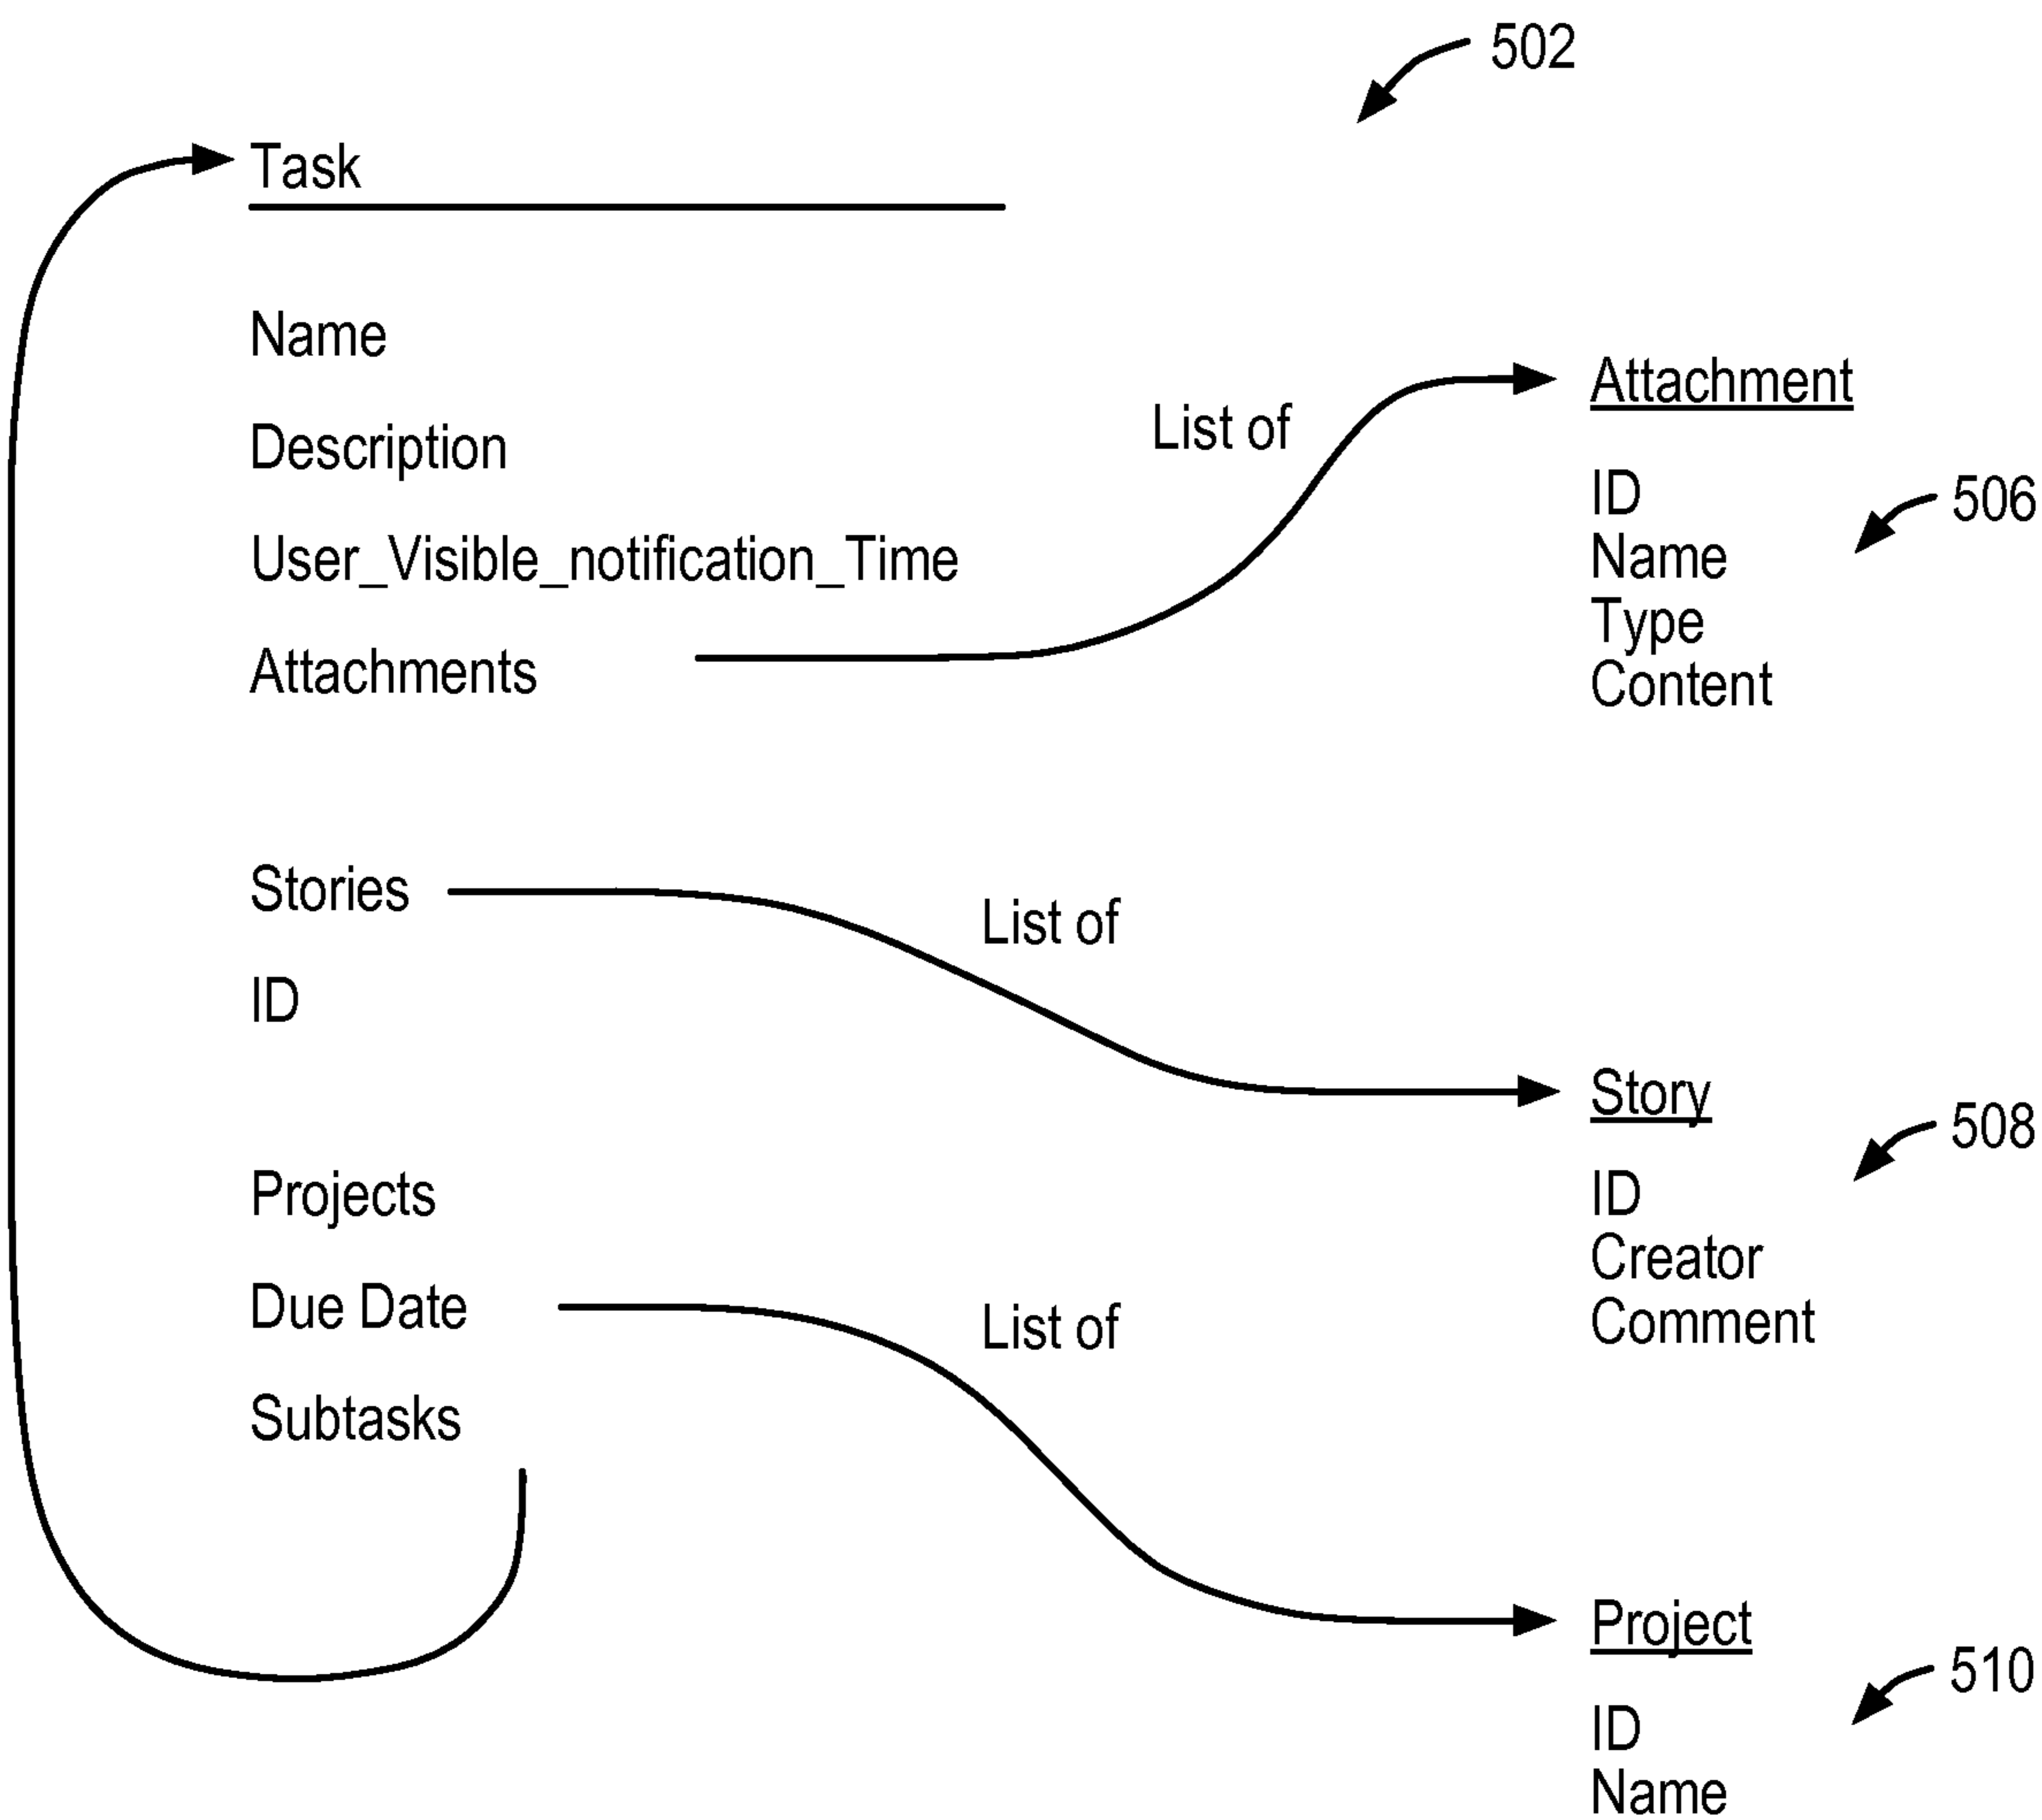 502
Task
Name
Description
User_Visible_notification_Time
Attachments
Stories
ID
Projects
Due Date
Subtasks
List of
Attachment
ID
Name
Type
Content
506
List of
Story
ID
Creator
Comment
508
List of
Project
ID
Name
510